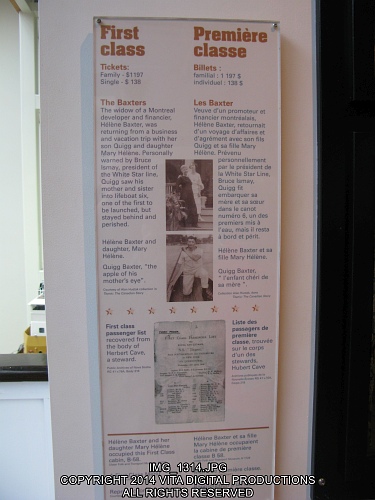 First
class
Tickets:
Family - $1197
Single - $ 138
The Baxters
The widow of a Montreal
developer and financier,
Hélène Baxter, was
returning from a business
and vacation trip with her
son Quigg and daughter
Mary Hélène. Personally
warned by Bruce
Ismay, president of
the White Star line,
Quigg saw his
mother and sister
into lifeboat six,
one of the first to
be launched, but
stayed behind and
perished.
Hélène Baxter and
daughter, Mary
Hélène.
Quigg Baxter, "the
apple of his
mother's eye".
Première
classe
Billets :
familial : 1 197 $
individuel : 138 $
Les Baxter
Veuve d'un promoteur et
financier montréalais,
Hélène Baxter, retournait
d'un voyage d'affaires et
d'agrément avec son fils
Quigg et sa fille Mary
Hélène. Prévenu
personnellement
par le président de
la White Star Line,
Bruce Ismay,
Quigg fit
embarquer sa
mère et sa sœur
dans le canot
numéro 6, un des
premiers mis à
l'eau, mais il resta
à bord et périt.
Hélène Baxter et sa
fille Mary Hélène.
Quigg Baxter,
" l'enfant chéri de
sa mère ".
First class
passenger list
recovered from
the body of
Herbert Cave,
a steward.
Liste des
passagers de
première
classe, trouvée
sur le corps
d'un des
stewards,
Hubert Cave
Hélène Baxter and her
daughter Mary Hélène
occupied this First Class
cabin, B-58.
Hélène Baxter et sa fille
Mary Hélène occupaient
la cabine de première
classe B 58.
IMG_1314.JPG
COPYRIGHT 2014 VITA DIGITAL PRODUCTIONS
ALL RIGHTS RESERVED